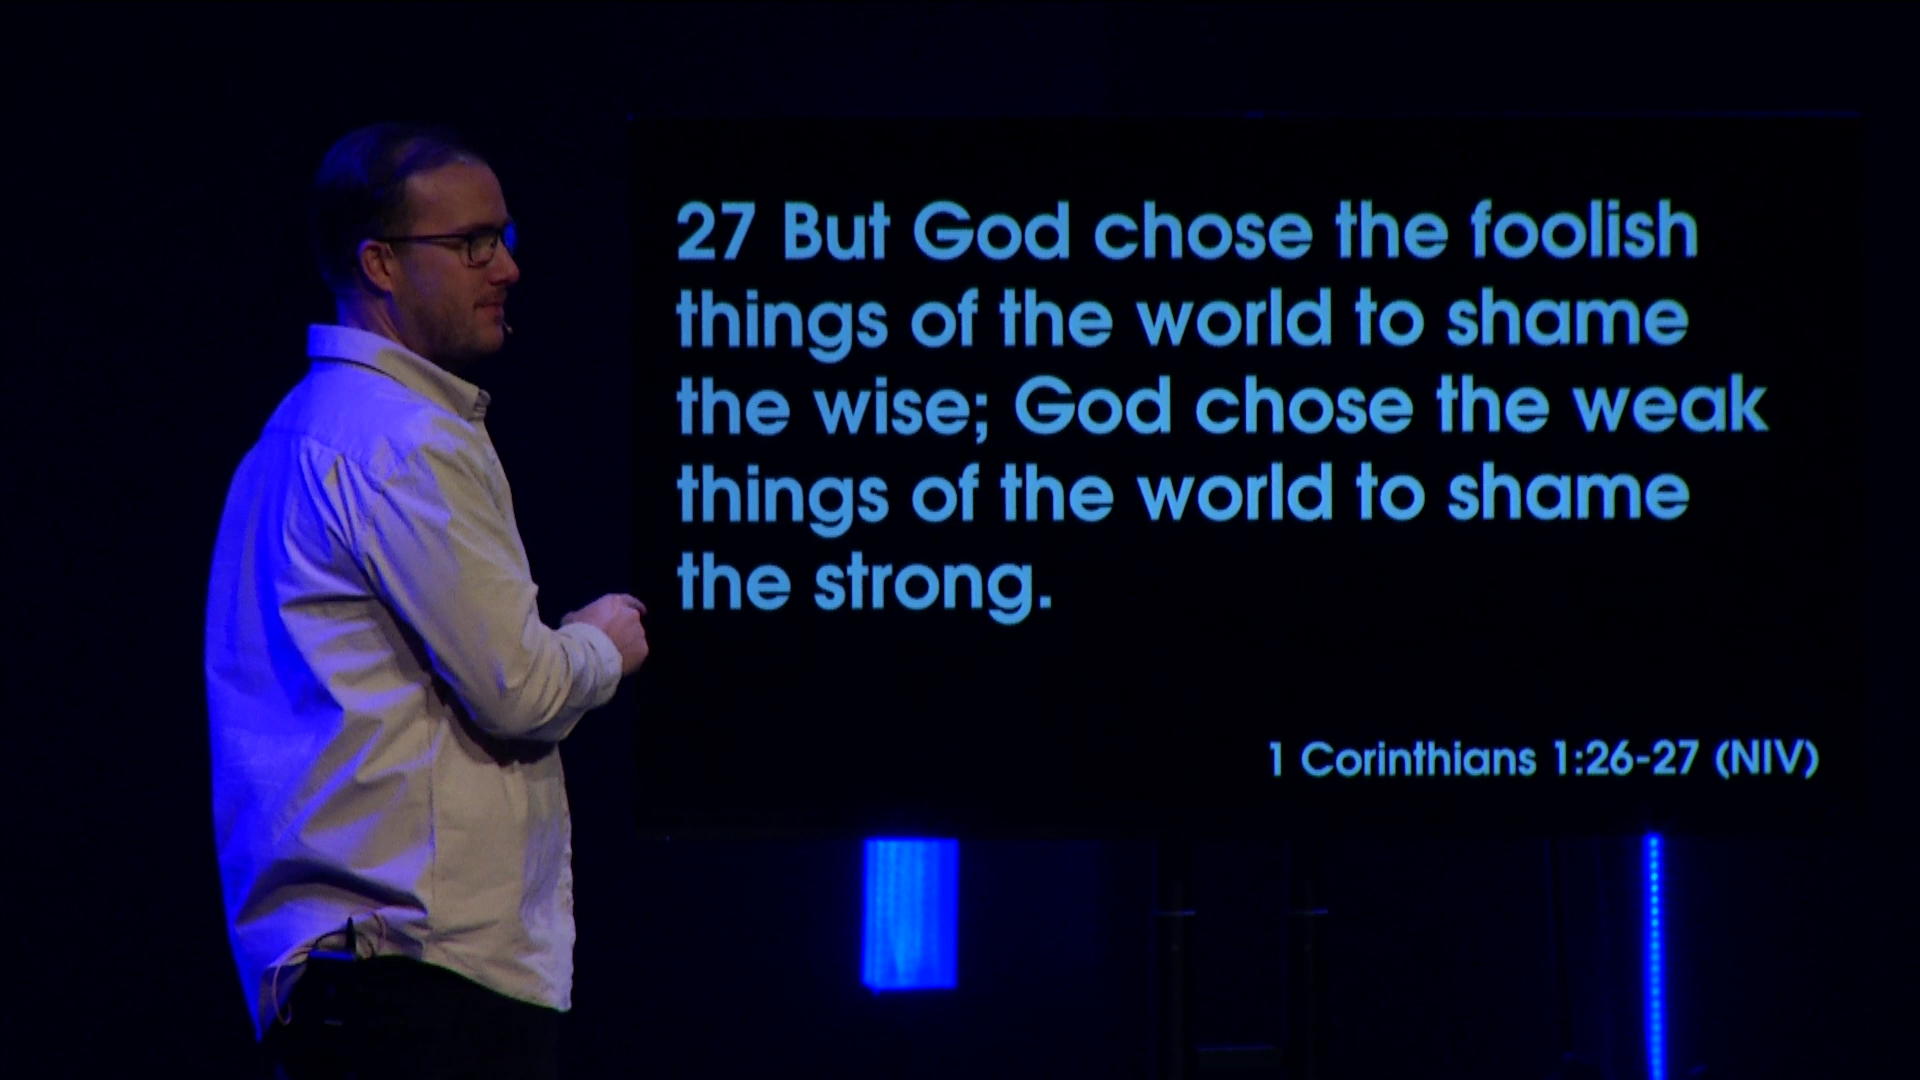 27 But God chose the foolish
things of the world to shame
the wise; God chose the weak
things of the world to shame
the strong.
1 Corinthians 1:26-27 (NIV)